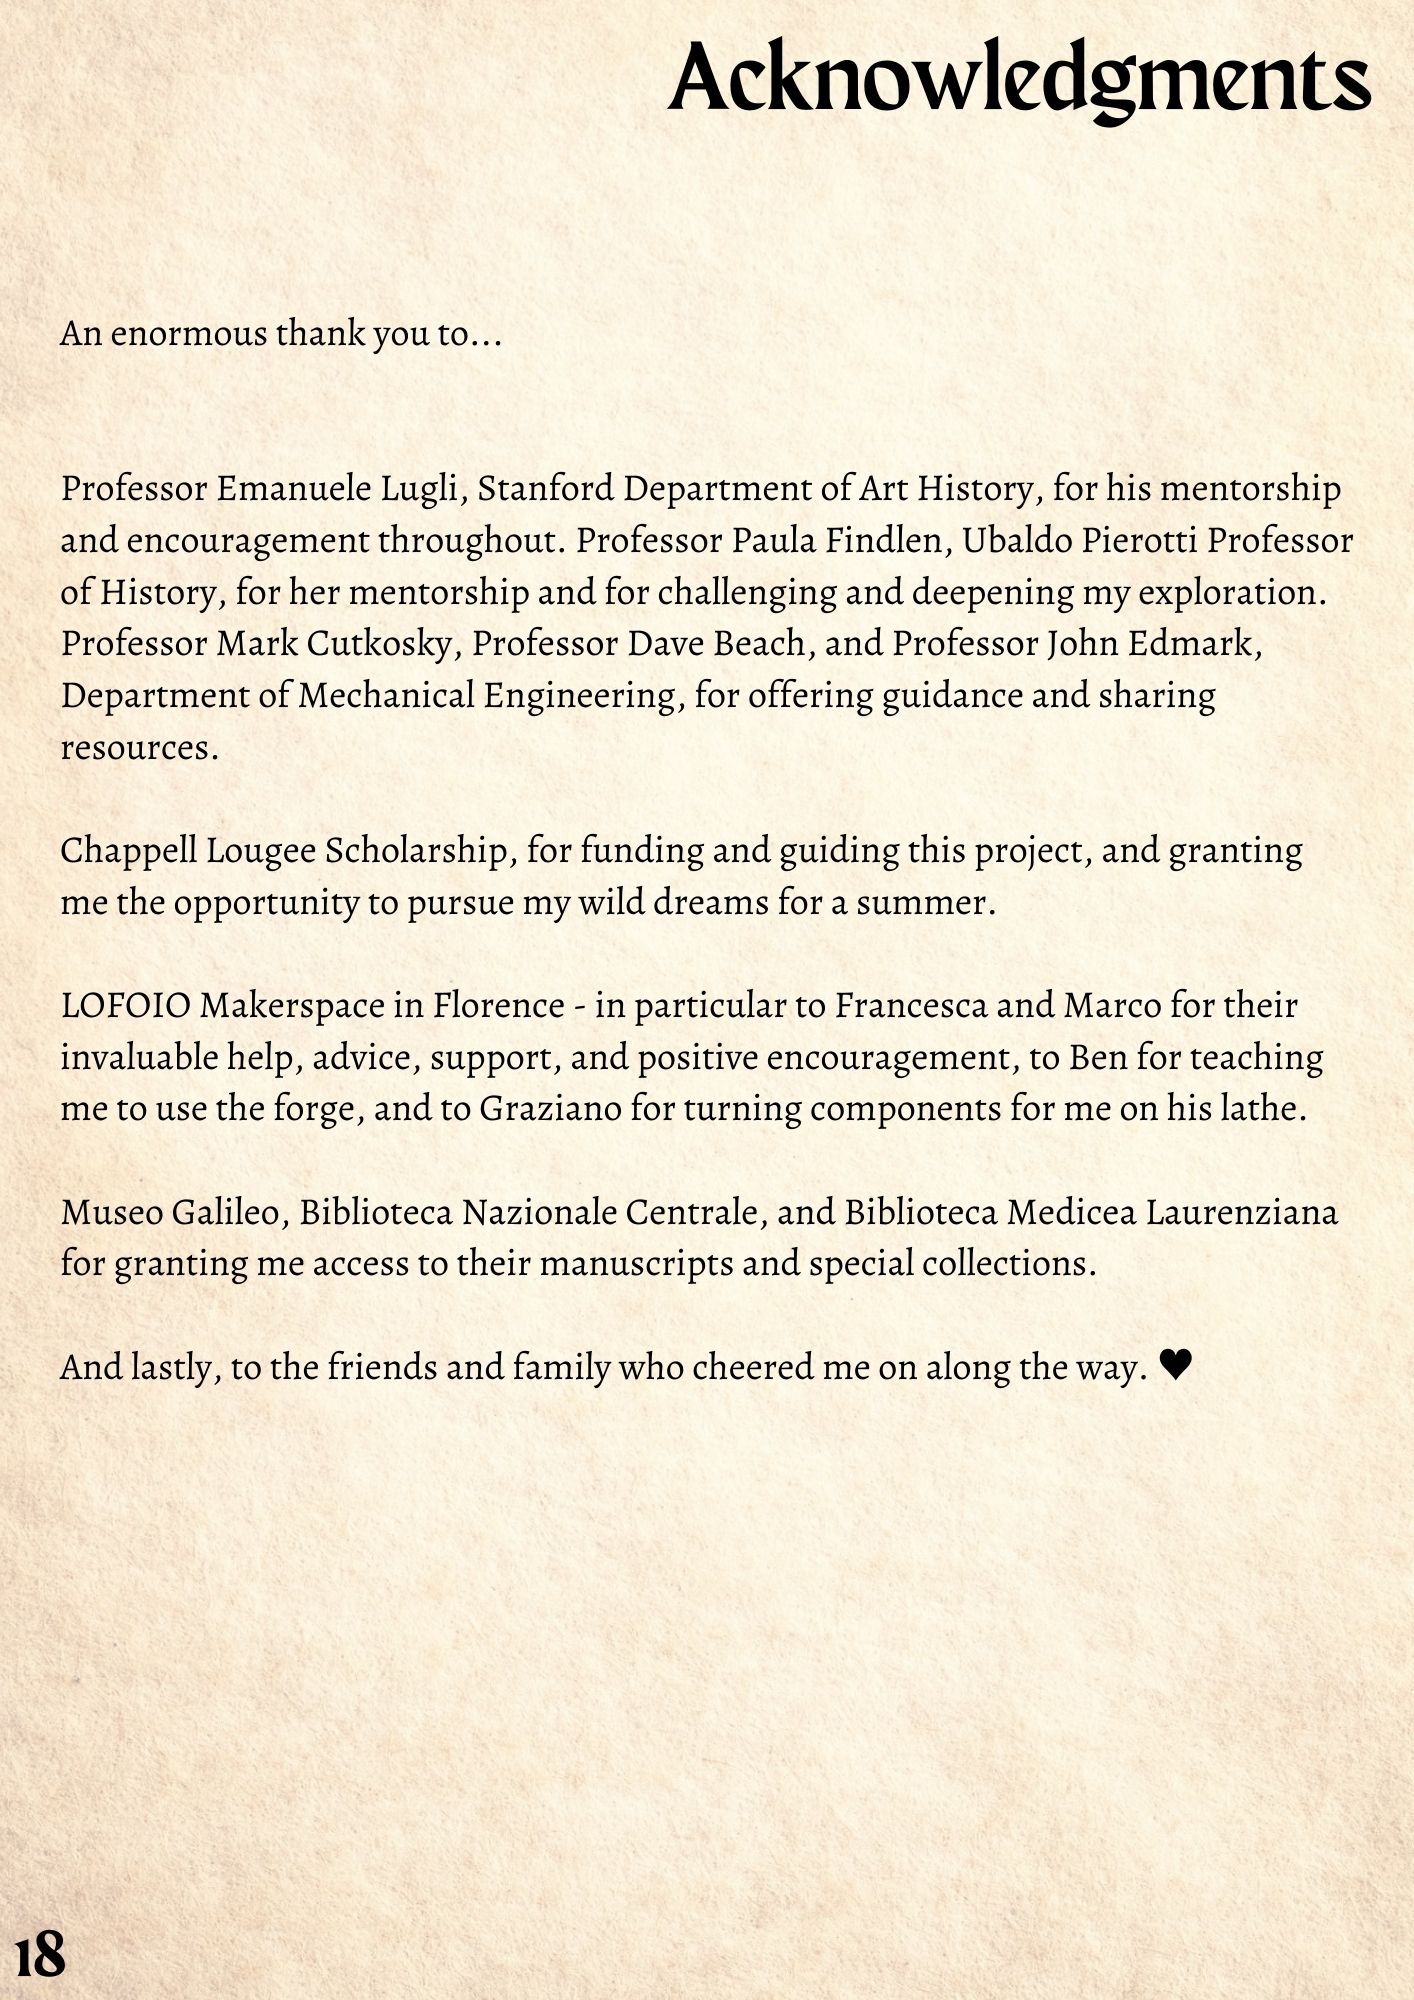 Acknowledgments
An enormous thank you to...
Professor Emanuele Lugli, Stanford Department of Art History, for his mentorship
and encouragement throughout. Professor Paula Findlen, Ubaldo Pierotti Professor
of History, for her mentorship and for challenging and deepening my exploration.
Professor Mark Cutkosky, Professor Dave Beach, and Professor John Edmark,
Department of Mechanical Engineering, for offering guidance and sharing
resources.
Chappell Lougee Scholarship, for funding and guiding this project, and granting
me the opportunity to pursue my wild dreams for a summer.
LOFOIO Makerspace in Florence - in particular to Francesca and Marco for their
invaluable help, advice, support, and positive encouragement, to Ben for teaching
me to use the forge, and to Graziano for turning components for me on his lathe.
Museo Galileo, Biblioteca Nazionale Centrale, and Biblioteca Medicea Laurenziana
for granting me access to their manuscripts and special collections.
And lastly, to the friends and family who cheered me on along the way. ♥
18